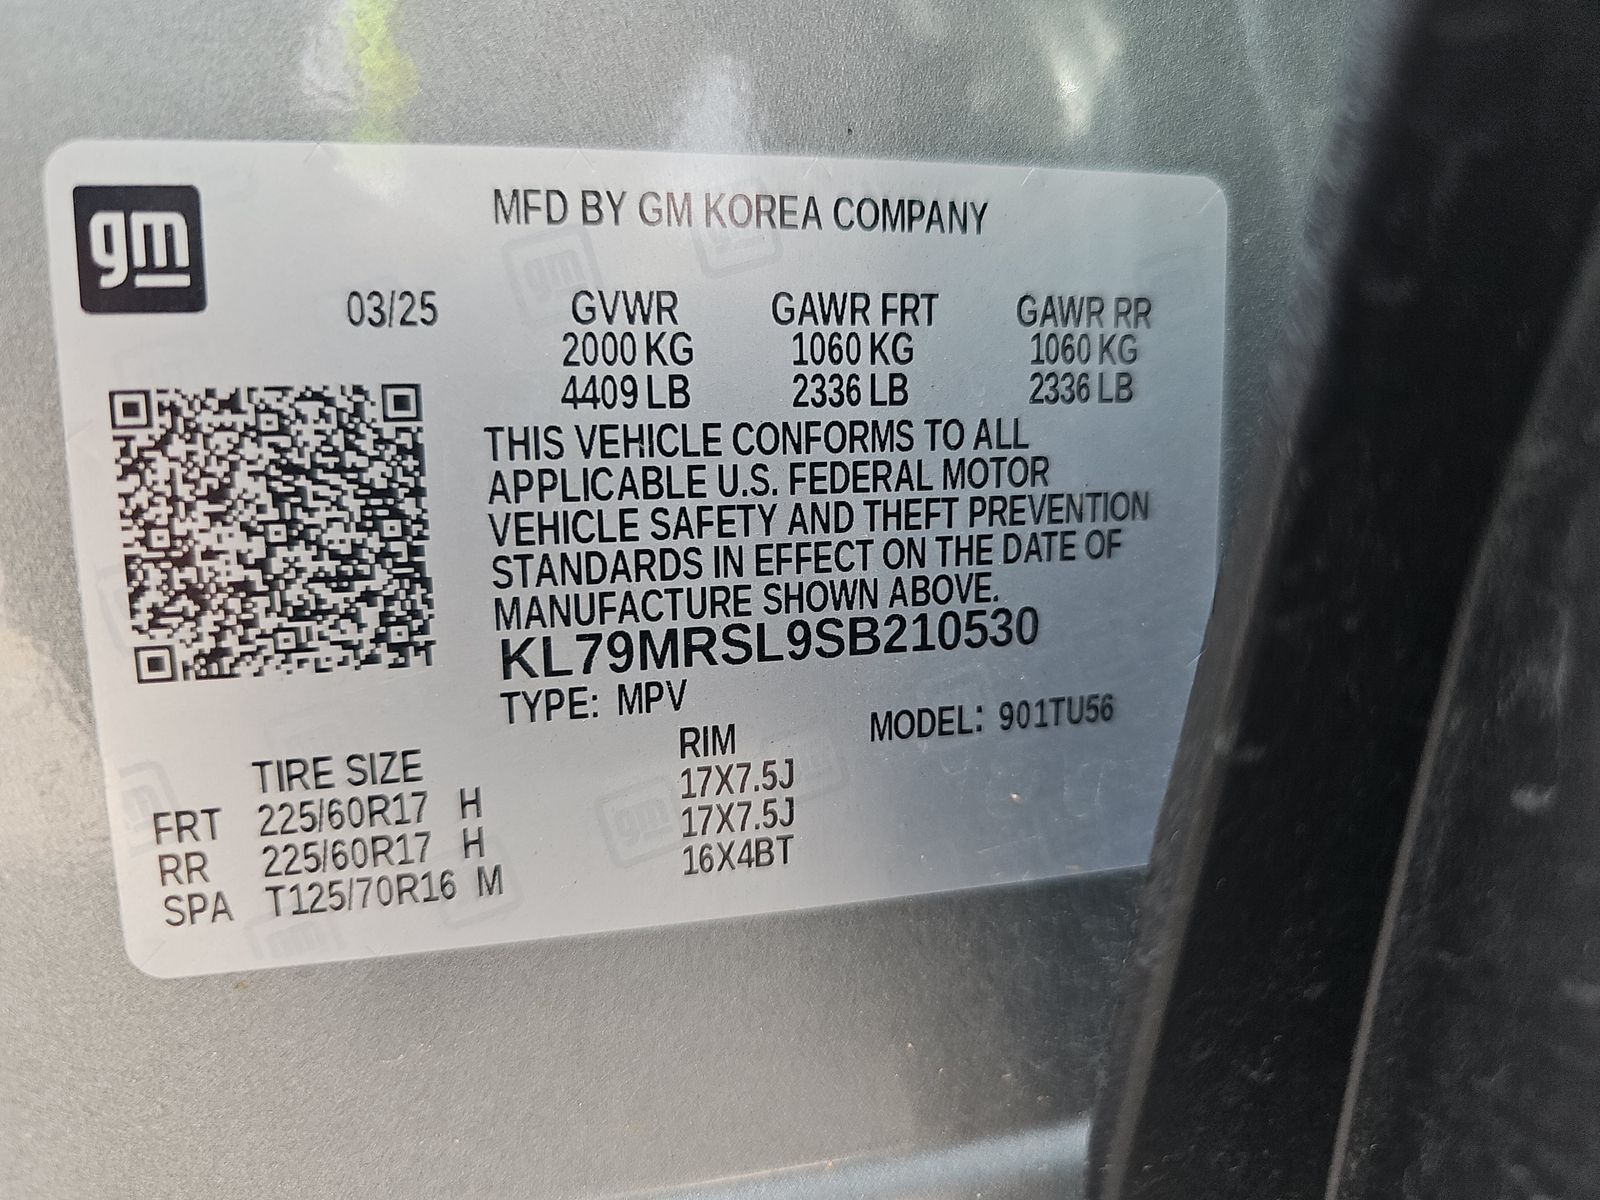 gm
MFD BY GM KOREA COMPANY
03/25 GVWR GAWR FRT GAWR RR
2000 KG 1060 KG 1060 KG
4409 LB 2336 LB 2336 LB
THIS VEHICLE CONFORMS TO ALL
APPLICABLE U.S. FEDERAL MOTOR
VEHICLE SAFETY AND THEFT PREVENTION
STANDARDS IN EFFECT ON THE DATE OF
MANUFACTURE SHOWN ABOVE.
KL79MRSL9SB210530
TYPE: MPV MODEL: 901TU56
TIRE SIZE RIM
FRT 225/60R17 H 17X7.5J
RR 225/60R17 H 17X7.5J
SPA T125/70R16 M 16X4BT